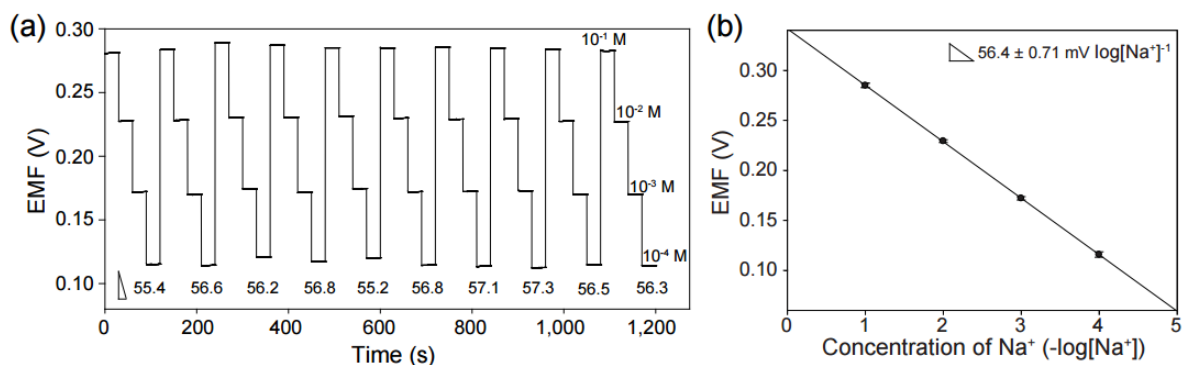 (a)
EMF (V)
0.30
0.25
0.20
0.15
0.10
10⁻¹ M
10⁻² M
10⁻³ M
10⁻⁴ M
55.4 56.6 56.2 56.8 55.2 56.8 57.1 57.3 56.5 56.3
0 200 400 600 800 1,000 1,200
Time (s)
(b)
56.4 ± 0.71 mV log[Na⁺]⁻¹
EMF (V)
0.30
0.25
0.20
0.15
0.10
0 1 2 3 4 5
Concentration of Na⁺ (-log[Na⁺])